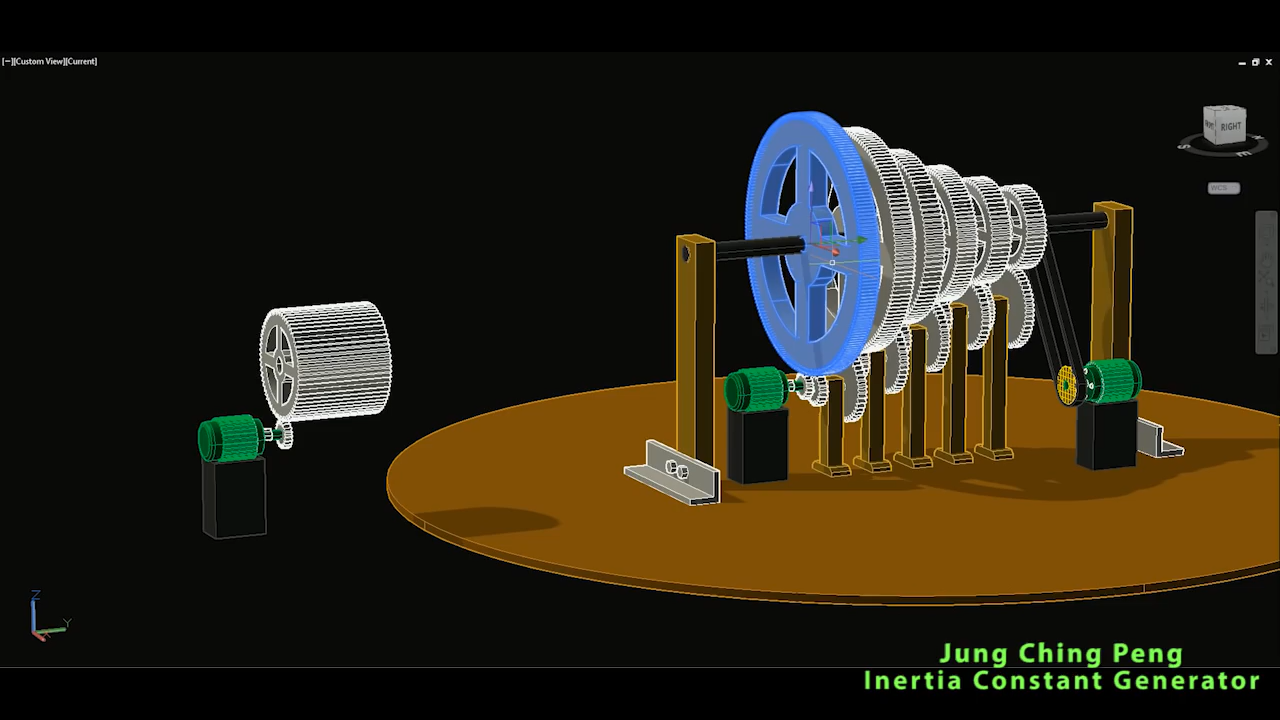 [−][Custom View][Current]
RIGHT
WCS
Z
Y
Jung Ching Peng
Inertia Constant Generator